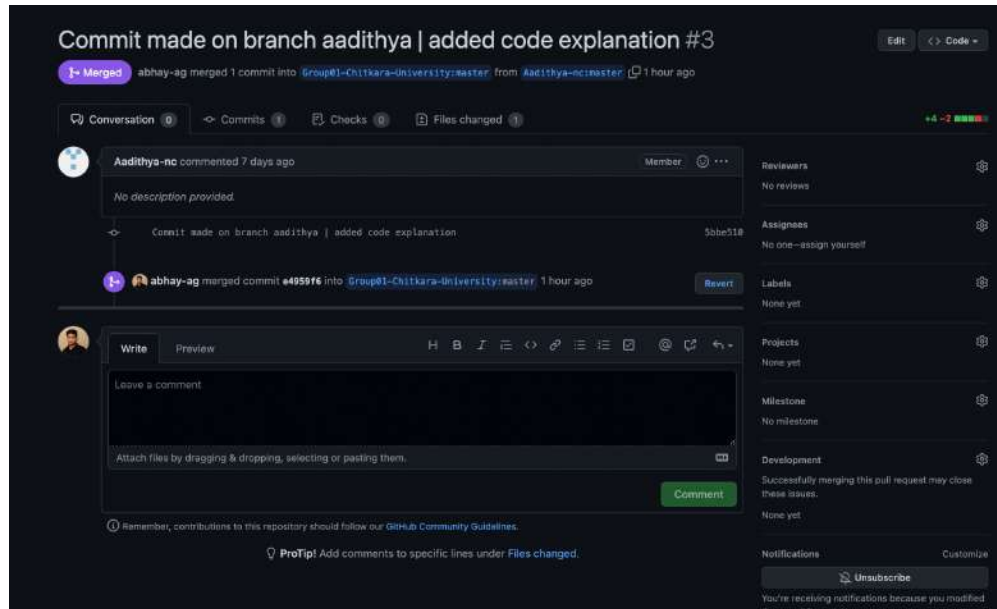 Commit made on branch aadithya | added code explanation #3
Edit
<> Code
Merged
abhay-ag merged 1 commit into Group01-Chitkara-University:master from Aadithya-nc:master 1 hour ago
Conversation 0
Commits 1
Checks 0
Files changed 1
+4 −2
Aadithya-nc commented 7 days ago
Member
No description provided.
Commit made on branch aadithya | added code explanation
5bbe510
abhay-ag merged commit e4959f6 into Group01-Chitkara-University:master 1 hour ago
Revert
Write
Preview
Leave a comment
Attach files by dragging & dropping, selecting or pasting them.
Comment
Remember, contributions to this repository should follow our GitHub Community Guidelines.
ProTip! Add comments to specific lines under Files changed.
Reviewers
No reviews
Assignees
No one—assign yourself
Labels
None yet
Projects
None yet
Milestone
No milestone
Development
Successfully merging this pull request may close
these issues.
None yet
Notifications
Customize
Unsubscribe
You're receiving notifications because you modified